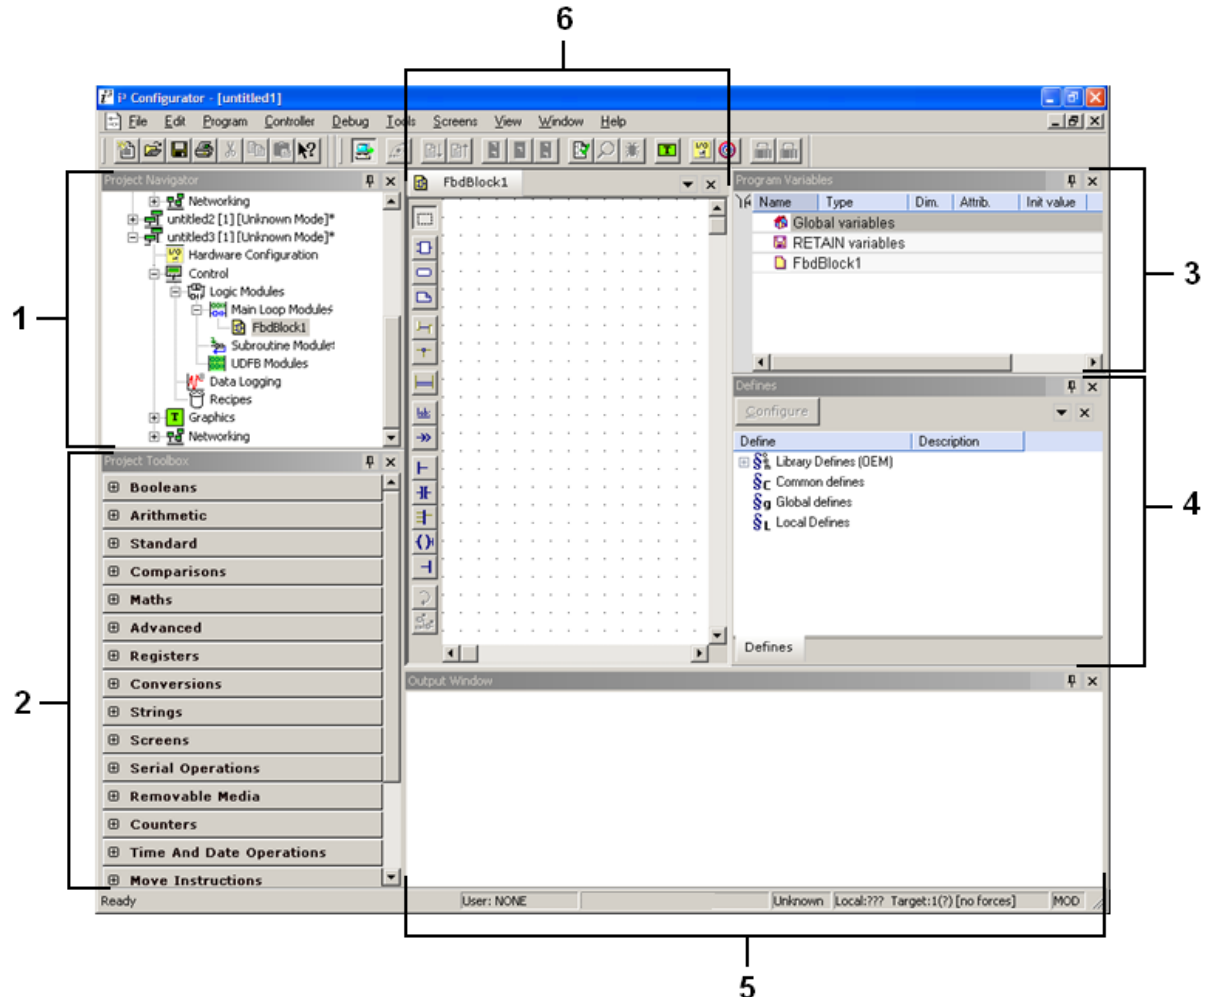 6
i³ Configurator - [untitled1]
File Edit Program Controller Debug Tools Screens View Window Help
Project Navigator
Networking
untitled2 [1] [Unknown Mode]*
untitled3 [1] [Unknown Mode]*
Hardware Configuration
Control
Logic Modules
Main Loop Modules
FbdBlock1
Subroutine Modules
UDFB Modules
Data Logging
Recipes
Graphics
Networking
1
Project Toolbox
Booleans
Arithmetic
Standard
Comparisons
Maths
Advanced
Registers
Conversions
Strings
Screens
Serial Operations
Removable Media
Counters
Time And Date Operations
Move Instructions
2
FbdBlock1
Program Variables
Name Type Dim. Attrib. Init value
Global variables
RETAIN variables
FbdBlock1
3
Defines
Configure
Define Description
Library Defines (OEM)
Common defines
Global defines
Local Defines
Defines
4
Output Window
Ready User: NONE Unknown Local:??? Target:1(?) [no forces] MOD
5